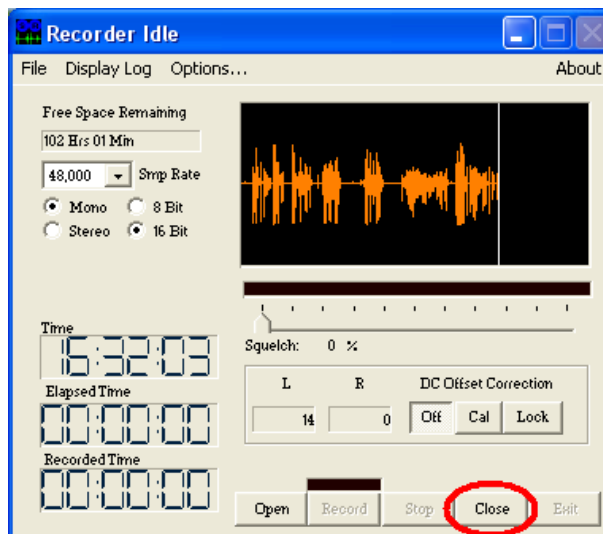 Recorder Idle
File Display Log Options... About
Free Space Remaining
102 Hrs 01 Min
48,000 Smp Rate
Mono 8 Bit
Stereo 16 Bit
Time
16:32:03
Squelch: 0 %
Elapsed Time
00:00:00
L R DC Offset Correction
14 0 Off Cal Lock
Recorded Time
00:00:00
Open Record Stop Close Exit